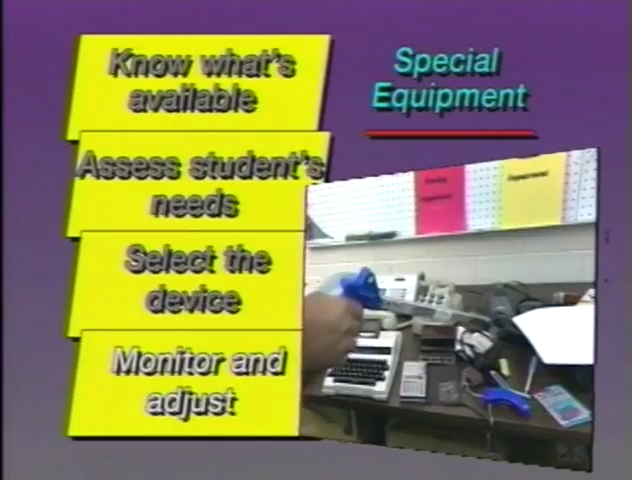 Know what's
available
Assess student's
needs
Select the
device
Monitor and
adjust
Special
Equipment